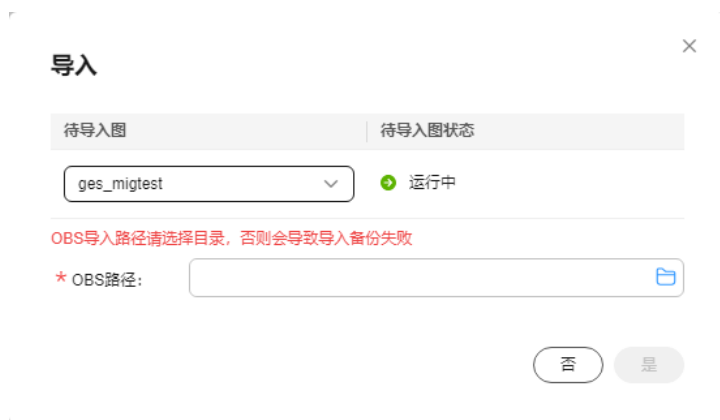 导入
待导入图 待导入图状态
ges_migtest 运行中
OBS导入路径请选择目录，否则会导致导入备份失败
* OBS路径：
否 是